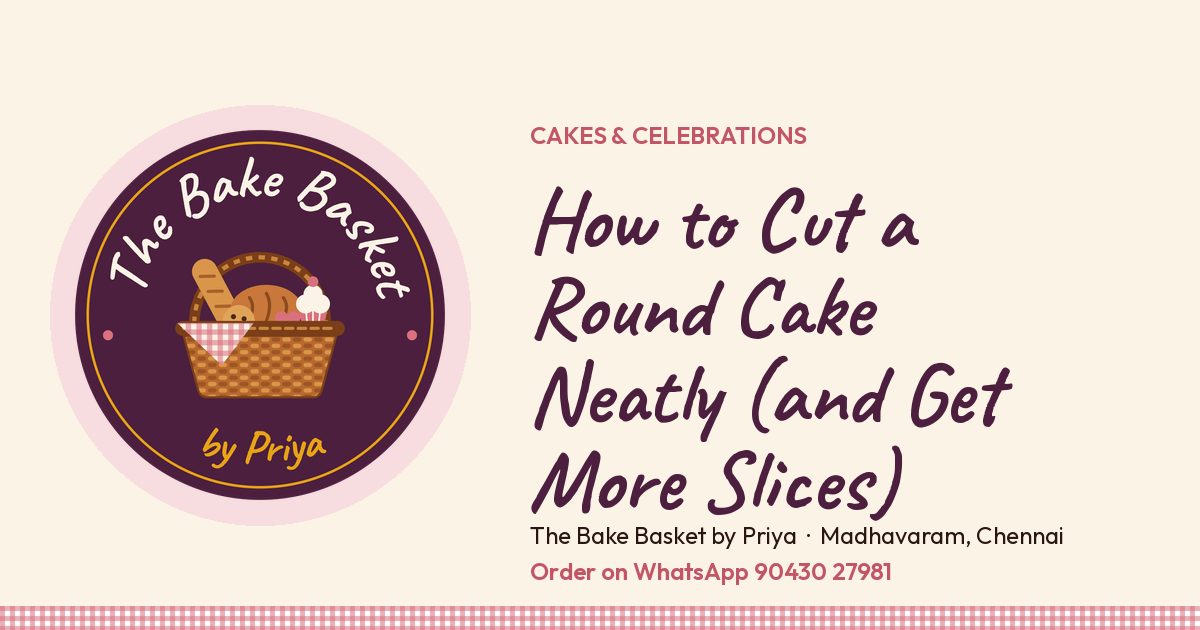 The Bake Basket
by Priya
CAKES & CELEBRATIONS
How to Cut a
Round Cake
Neatly (and Get
More Slices)
The Bake Basket by Priya · Madhavaram, Chennai
Order on WhatsApp 90430 27981